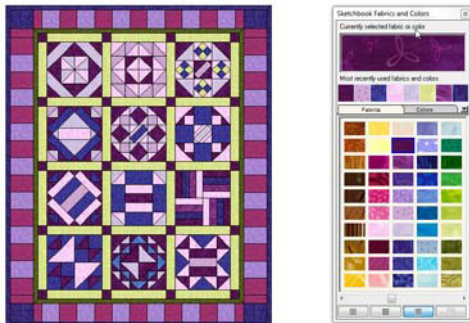 Sketchbook Fabrics and Colors
Currently selected fabric or color
Most recently used fabrics and colors
Fabrics
Colors